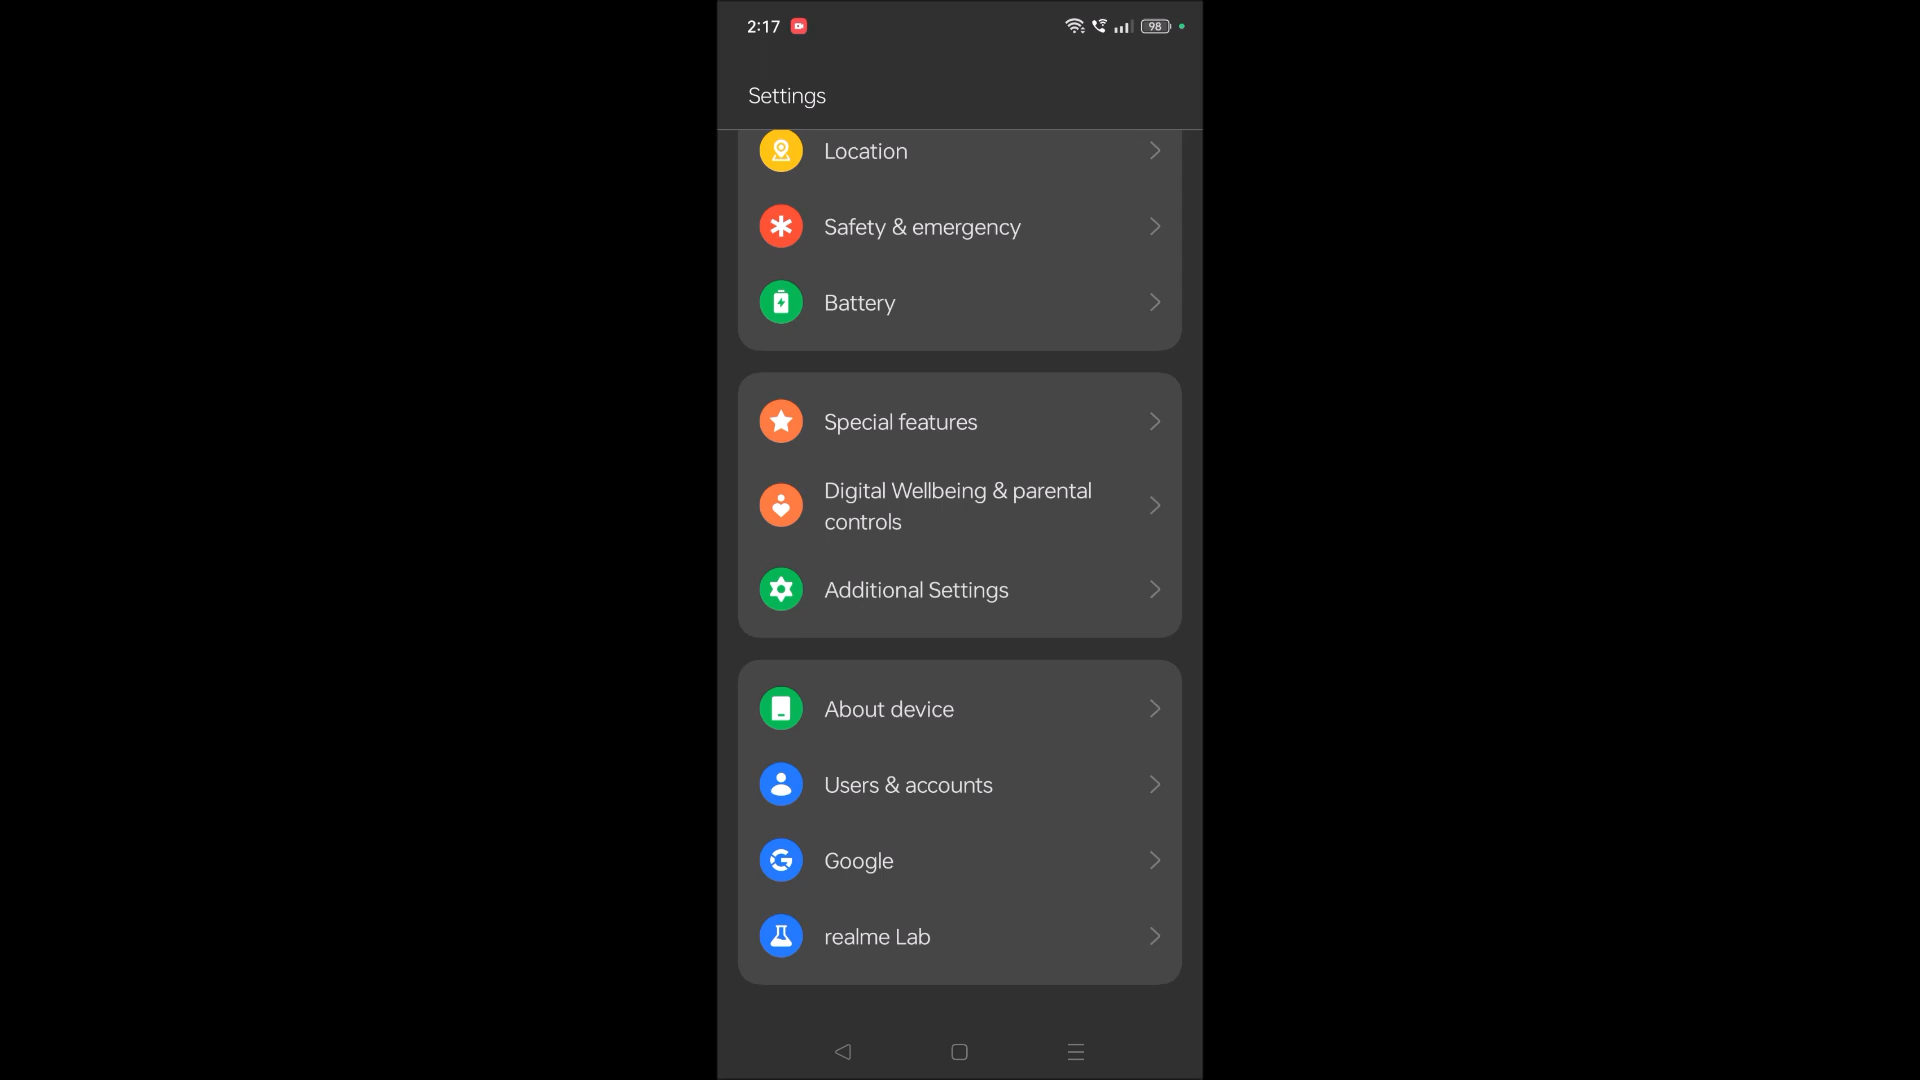 2:17
98
Settings
Location
Safety & emergency
Battery
Special features
Digital Wellbeing & parental
controls
Additional Settings
About device
Users & accounts
Google
realme Lab